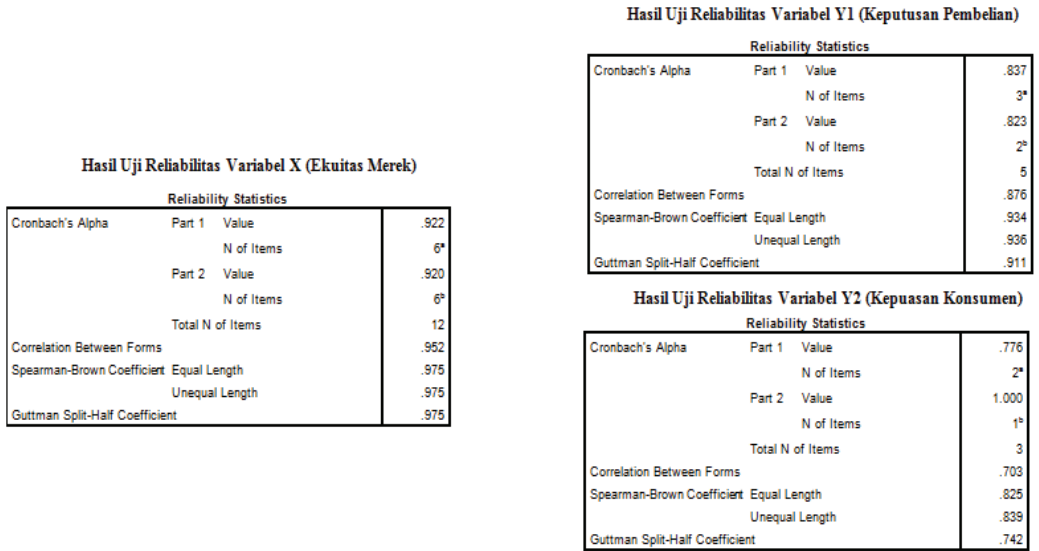 Hasil Uji Reliabilitas Variabel X (Ekuitas Merek)
Reliability Statistics
Cronbach's Alpha Part 1 Value .922
N of Items 6ᵃ
Part 2 Value .920
N of Items 6ᵇ
Total N of Items 12
Correlation Between Forms .952
Spearman-Brown Coefficient Equal Length .975
Unequal Length .975
Guttman Split-Half Coefficient .975
Hasil Uji Reliabilitas Variabel Y1 (Keputusan Pembelian)
Reliability Statistics
Cronbach's Alpha Part 1 Value .837
N of Items 3ᵃ
Part 2 Value .823
N of Items 2ᵇ
Total N of Items 5
Correlation Between Forms .876
Spearman-Brown Coefficient Equal Length .934
Unequal Length .936
Guttman Split-Half Coefficient .911
Hasil Uji Reliabilitas Variabel Y2 (Kepuasan Konsumen)
Reliability Statistics
Cronbach's Alpha Part 1 Value .776
N of Items 2ᵃ
Part 2 Value 1.000
N of Items 1ᵇ
Total N of Items 3
Correlation Between Forms .703
Spearman-Brown Coefficient Equal Length .825
Unequal Length .839
Guttman Split-Half Coefficient .742